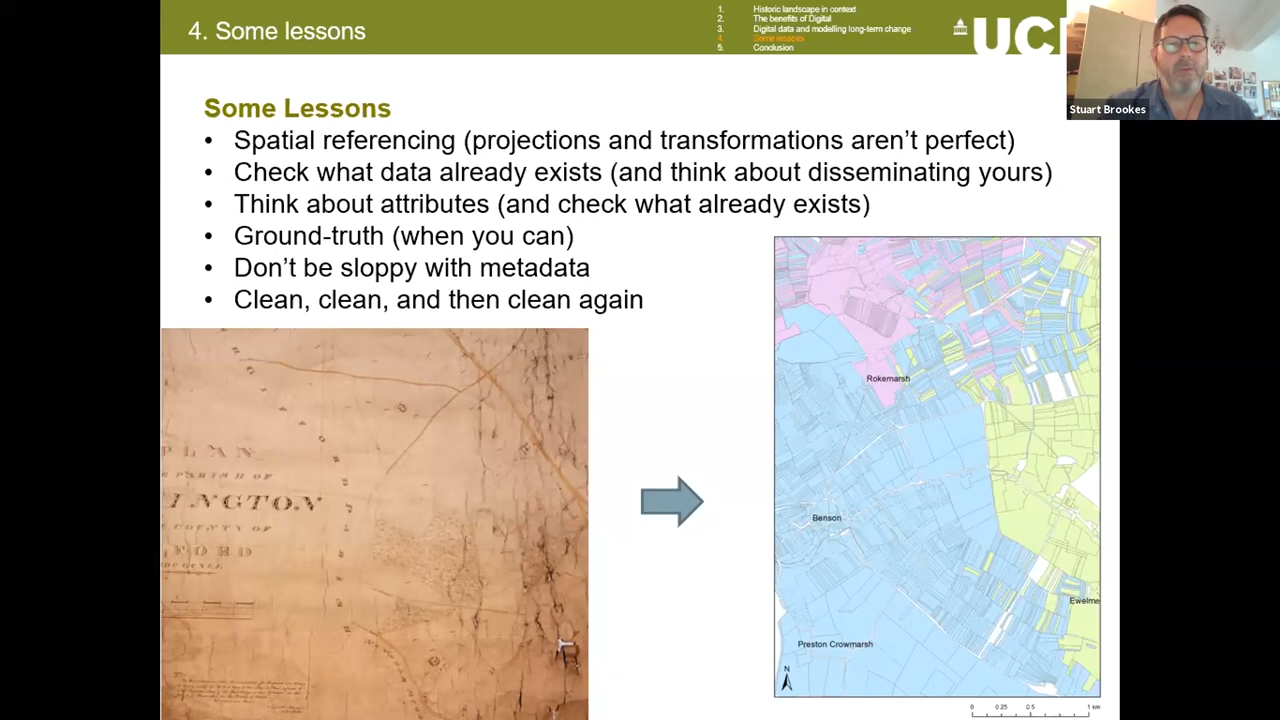 4. Some lessons
1. Historic landscape in context
2. The benefits of Digital
3. Digital data and modelling long-term change
4. Some lessons
5. Conclusion
UCL
Stuart Brookes
Some Lessons
• Spatial referencing (projections and transformations aren’t perfect)
• Check what data already exists (and think about disseminating yours)
• Think about attributes (and check what already exists)
• Ground-truth (when you can)
• Don’t be sloppy with metadata
• Clean, clean, and then clean again
PLAN
PARISH OF
INGTON
COUNTY OF
FORD
Rokemarsh
Benson
Ewelme
Preston Crowmarsh
N
0 0.25 0.5 1 km